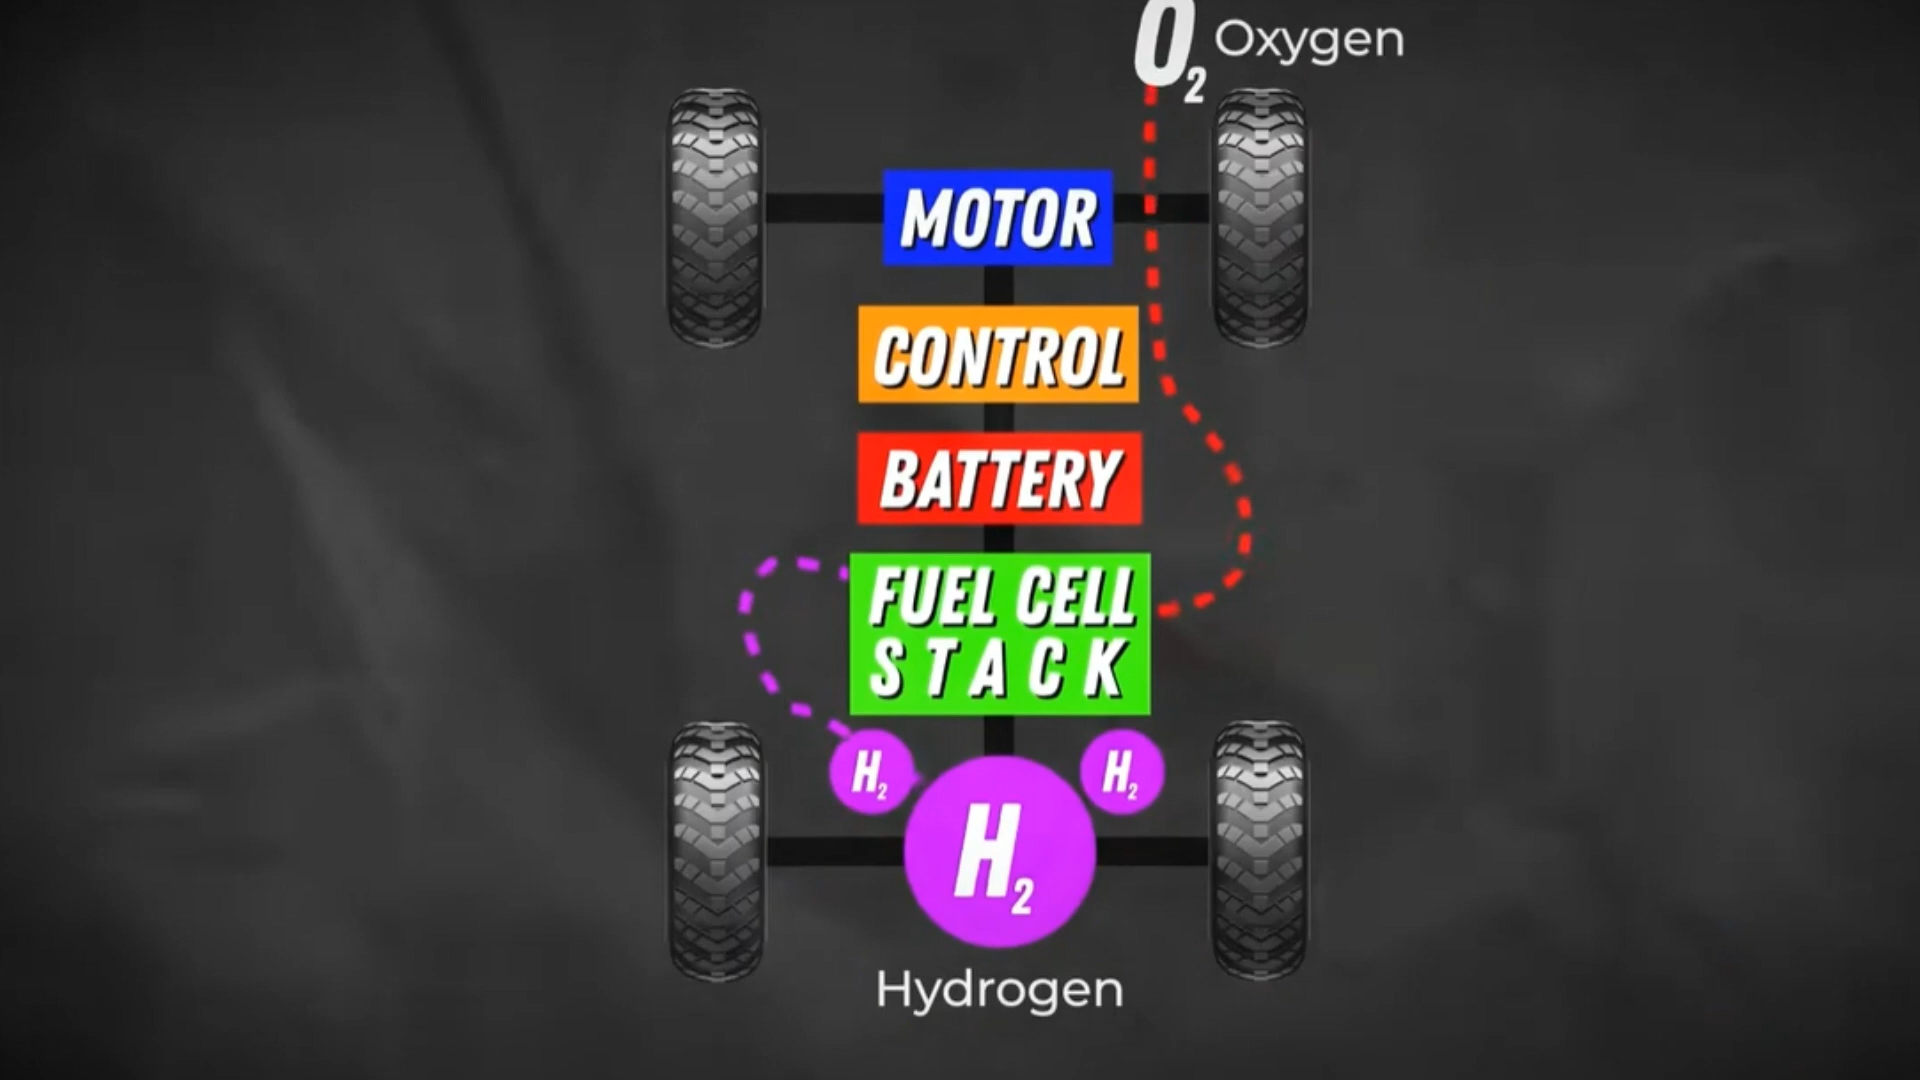 O₂ Oxygen
MOTOR
CONTROL
BATTERY
FUEL CELL
STACK
H₂
H₂
H₂
Hydrogen